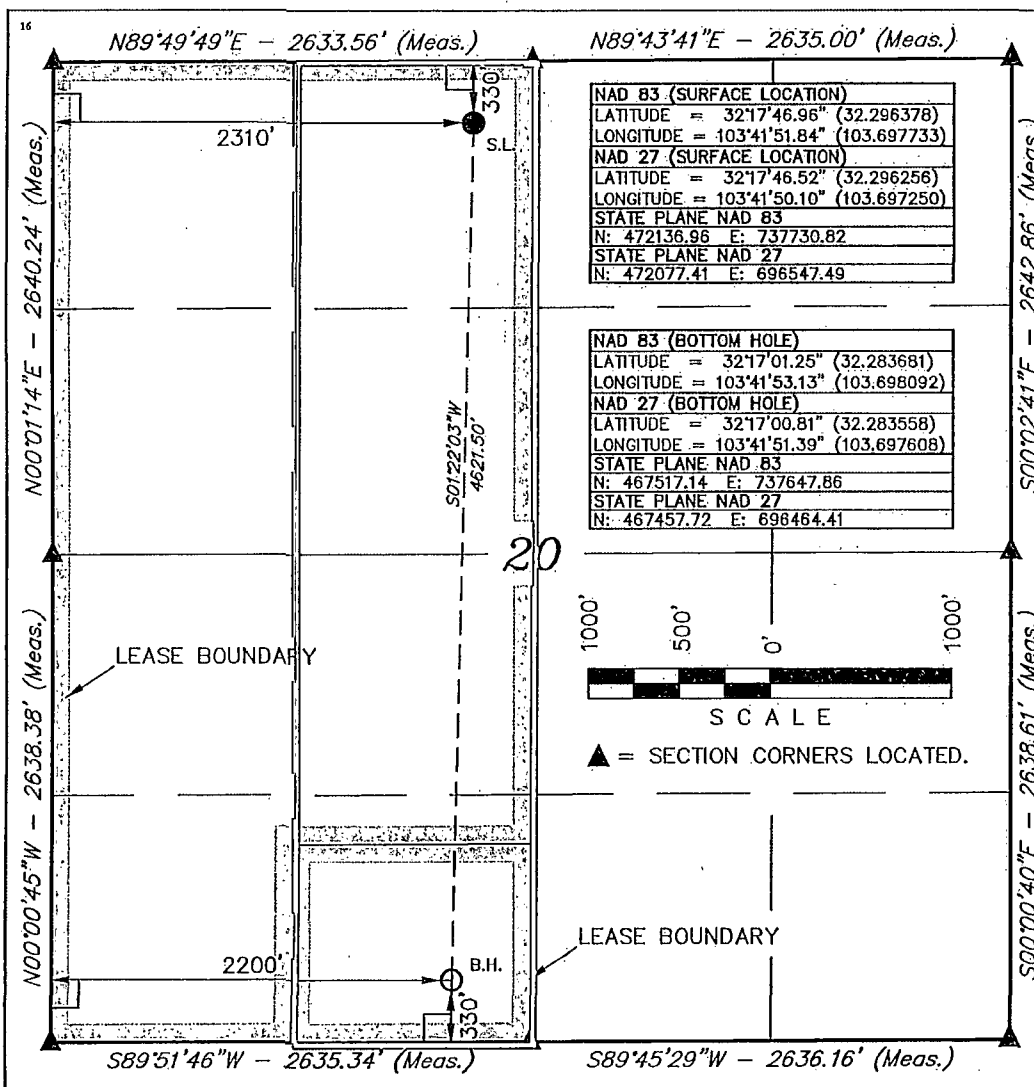 16
N89°49'49"E - 2633.56' (Meas.)
N89°43'41"E - 2635.00' (Meas.)
N00°01'14"E - 2640.24' (Meas.)
N00°00'45"W - 2638.38' (Meas.)
2310'
330'
S.L.
S01°22'03"W
4621.50'
NAD 83 (SURFACE LOCATION)
LATITUDE = 32°17'46.96" (32.296378)
LONGITUDE = 103°41'51.84" (103.697733)
NAD 27 (SURFACE LOCATION)
LATITUDE = 32°17'46.52" (32.296256)
LONGITUDE = 103°41'50.10" (103.697250)
STATE PLANE NAD 83
N: 472136.96 E: 737730.82
STATE PLANE NAD 27
N: 472077.41 E: 696547.49
NAD 83 (BOTTOM HOLE)
LATITUDE = 32°17'01.25" (32.283681)
LONGITUDE = 103°41'53.13" (103.698092)
NAD 27 (BOTTOM HOLE)
LATITUDE = 32°17'00.81" (32.283558)
LONGITUDE = 103°41'51.39" (103.697608)
STATE PLANE NAD 83
N: 467517.14 E: 737647.86
STATE PLANE NAD 27
N: 467457.72 E: 696464.41
S00°02'41"E - 2642.86' (Meas.)
S00°00'40"E - 2638.61' (Meas.)
20
1000' 500' 0' 1000'
SCALE
▲ = SECTION CORNERS LOCATED.
LEASE BOUNDARY
LEASE BOUNDARY
2200'
B.H.
330'
S89°51'46"W - 2635.34' (Meas.)
S89°45'29"W - 2636.16' (Meas.)